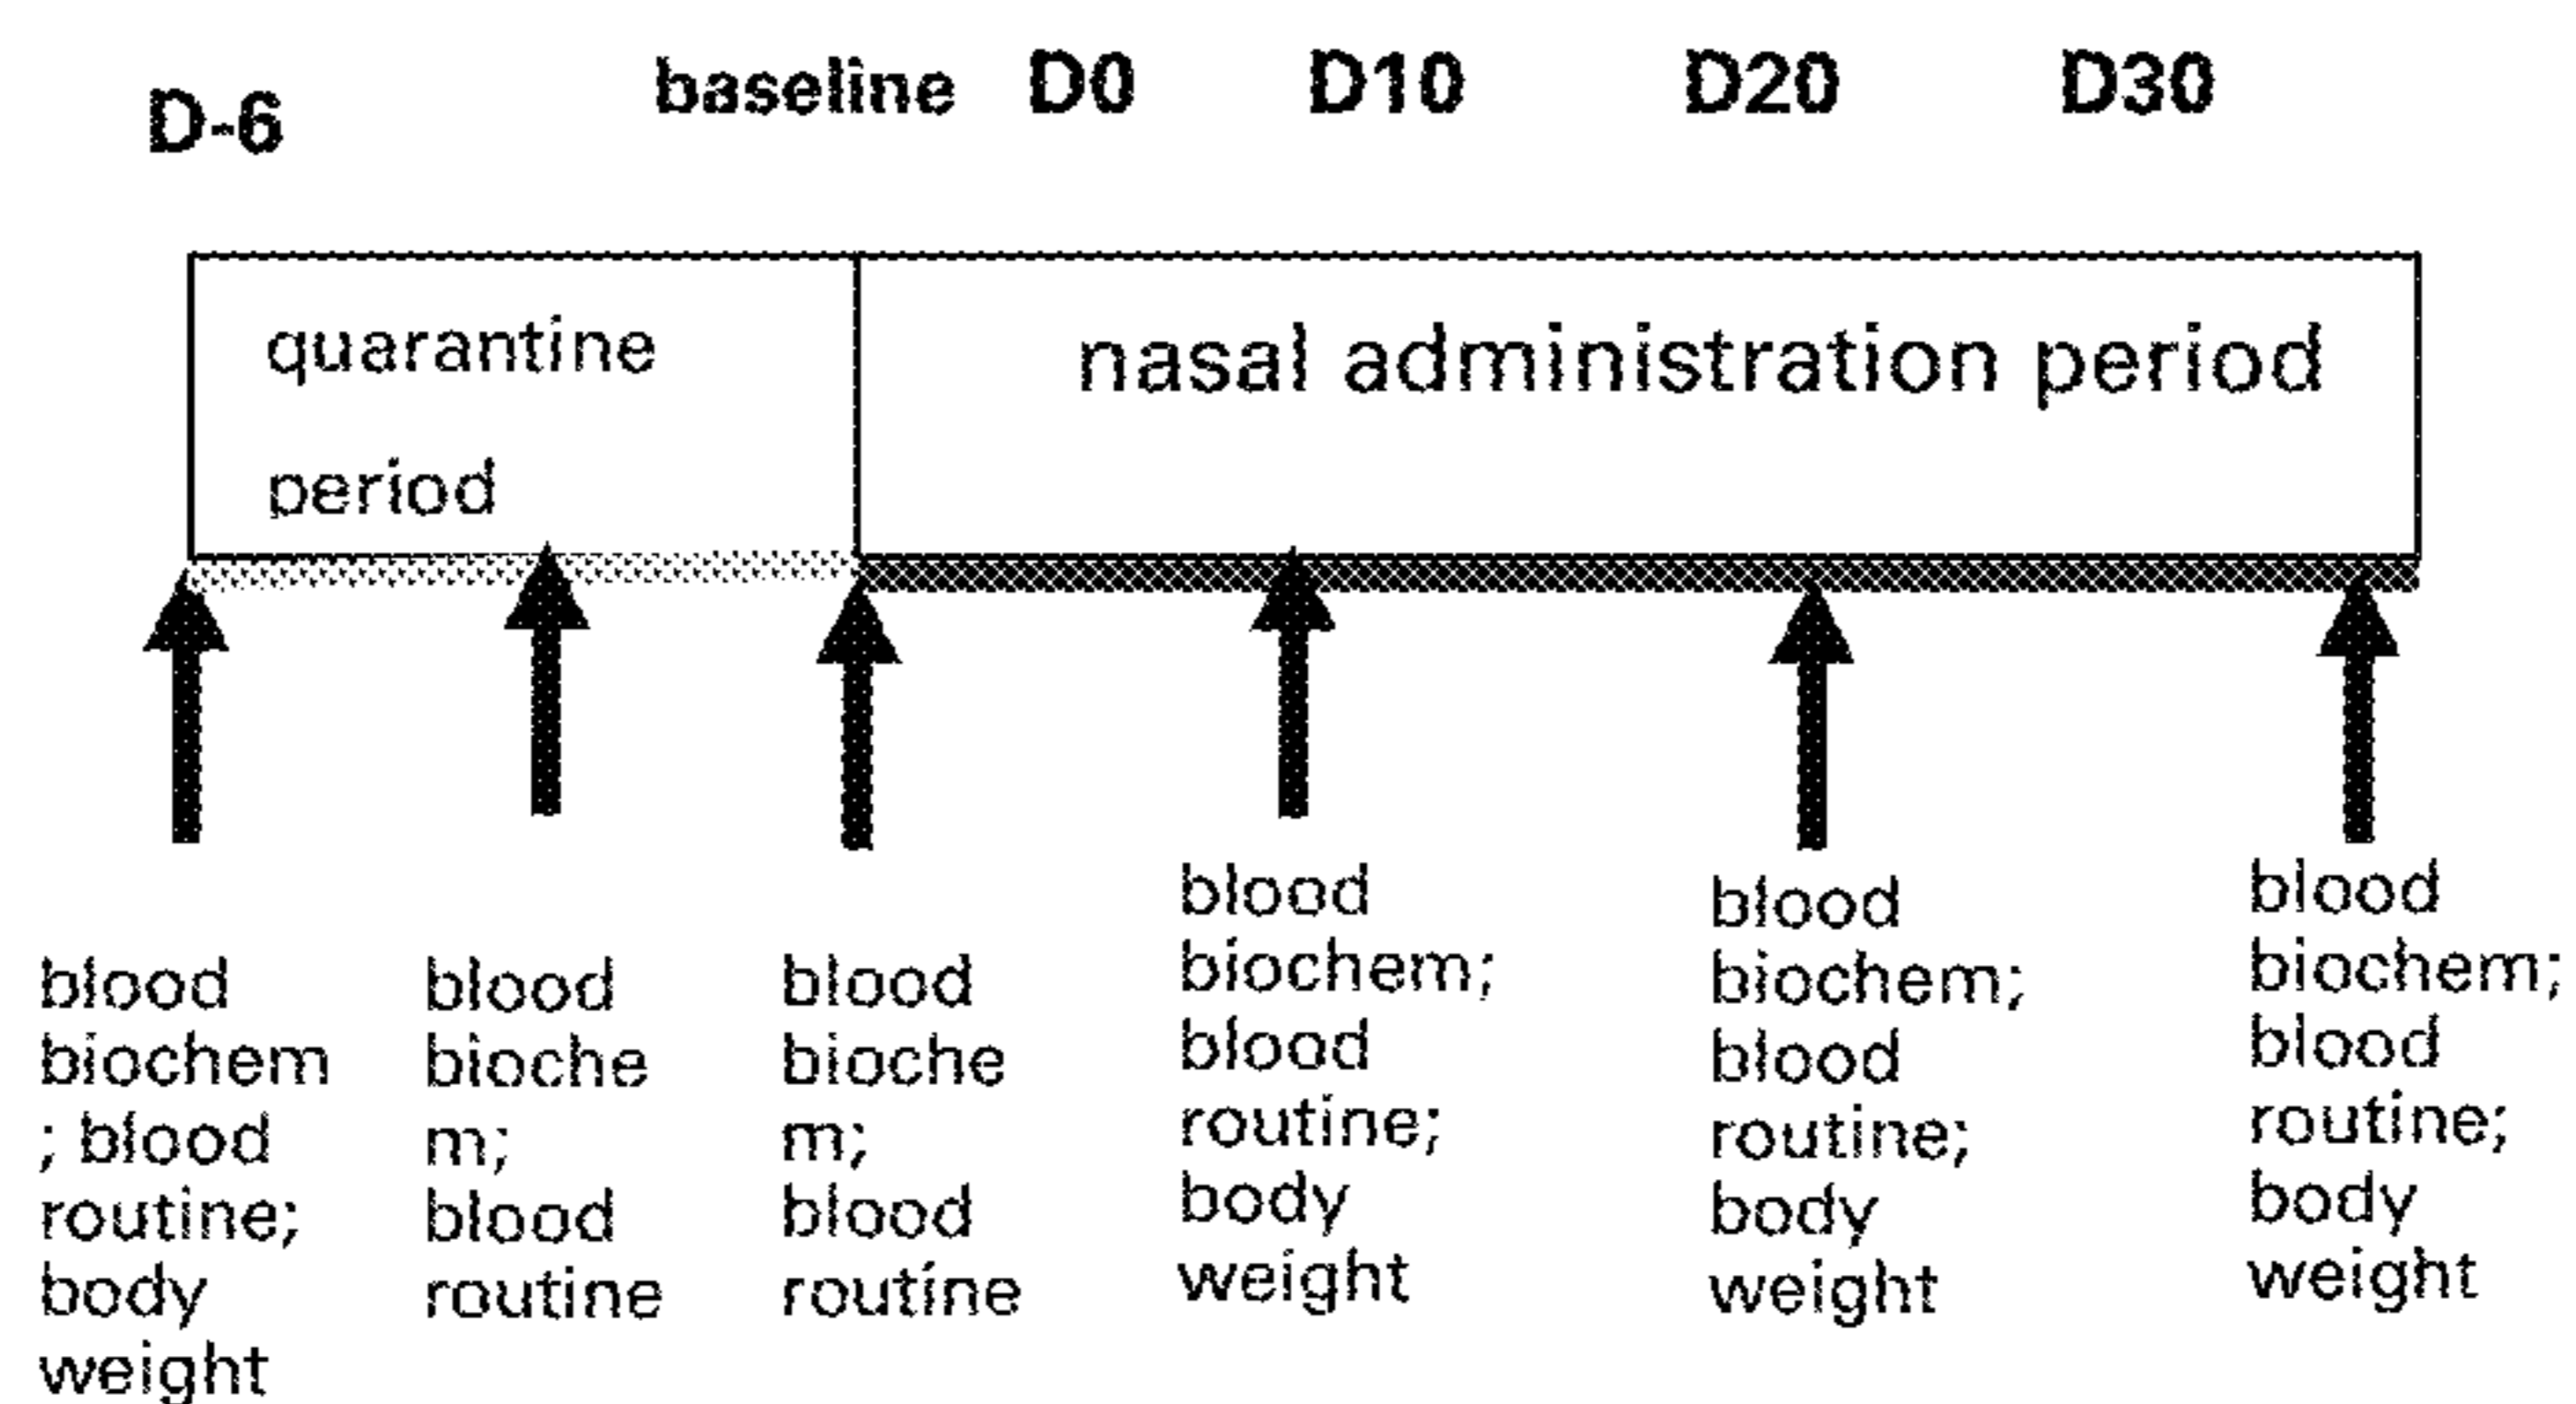 D-6
baseline D0 D10 D20 D30
quarantine
period
nasal administration period
blood
biochem
; blood
routine;
body
weight
blood
bioche
m;
blood
routine
blood
bioche
m;
blood
routine
blood
biochem;
blood
routine;
body
weight
blood
biochem;
blood
routine;
body
weight
blood
biochem;
blood
routine;
body
weight